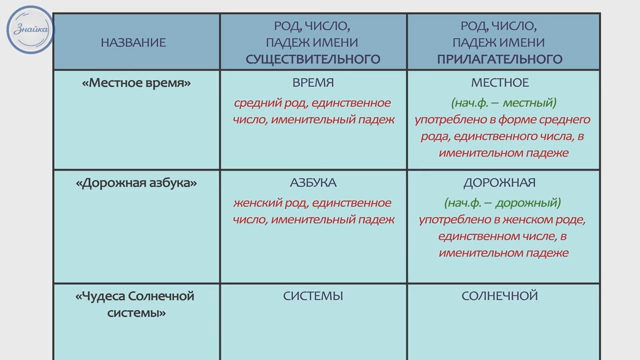 Знайка
НАЗВАНИЕ
РОД, ЧИСЛО,
ПАДЕЖ ИМЕНИ
СУЩЕСТВИТЕЛЬНОГО
РОД, ЧИСЛО,
ПАДЕЖ ИМЕНИ
ПРИЛАГАТЕЛЬНОГО
«Местное время»
ВРЕМЯ
средний род, единственное
число, именительный падеж
МЕСТНОЕ
(нач.ф. – местный)
употреблено в форме среднего
рода, единственного числа, в
именительном падеже
«Дорожная азбука»
АЗБУКА
женский род, единственное
число, именительный падеж
ДОРОЖНАЯ
(нач.ф. – дорожный)
употреблено в женском роде,
единственном числе, в
именительном падеже
«Чудеса Солнечной
системы»
СИСТЕМЫ
СОЛНЕЧНОЙ